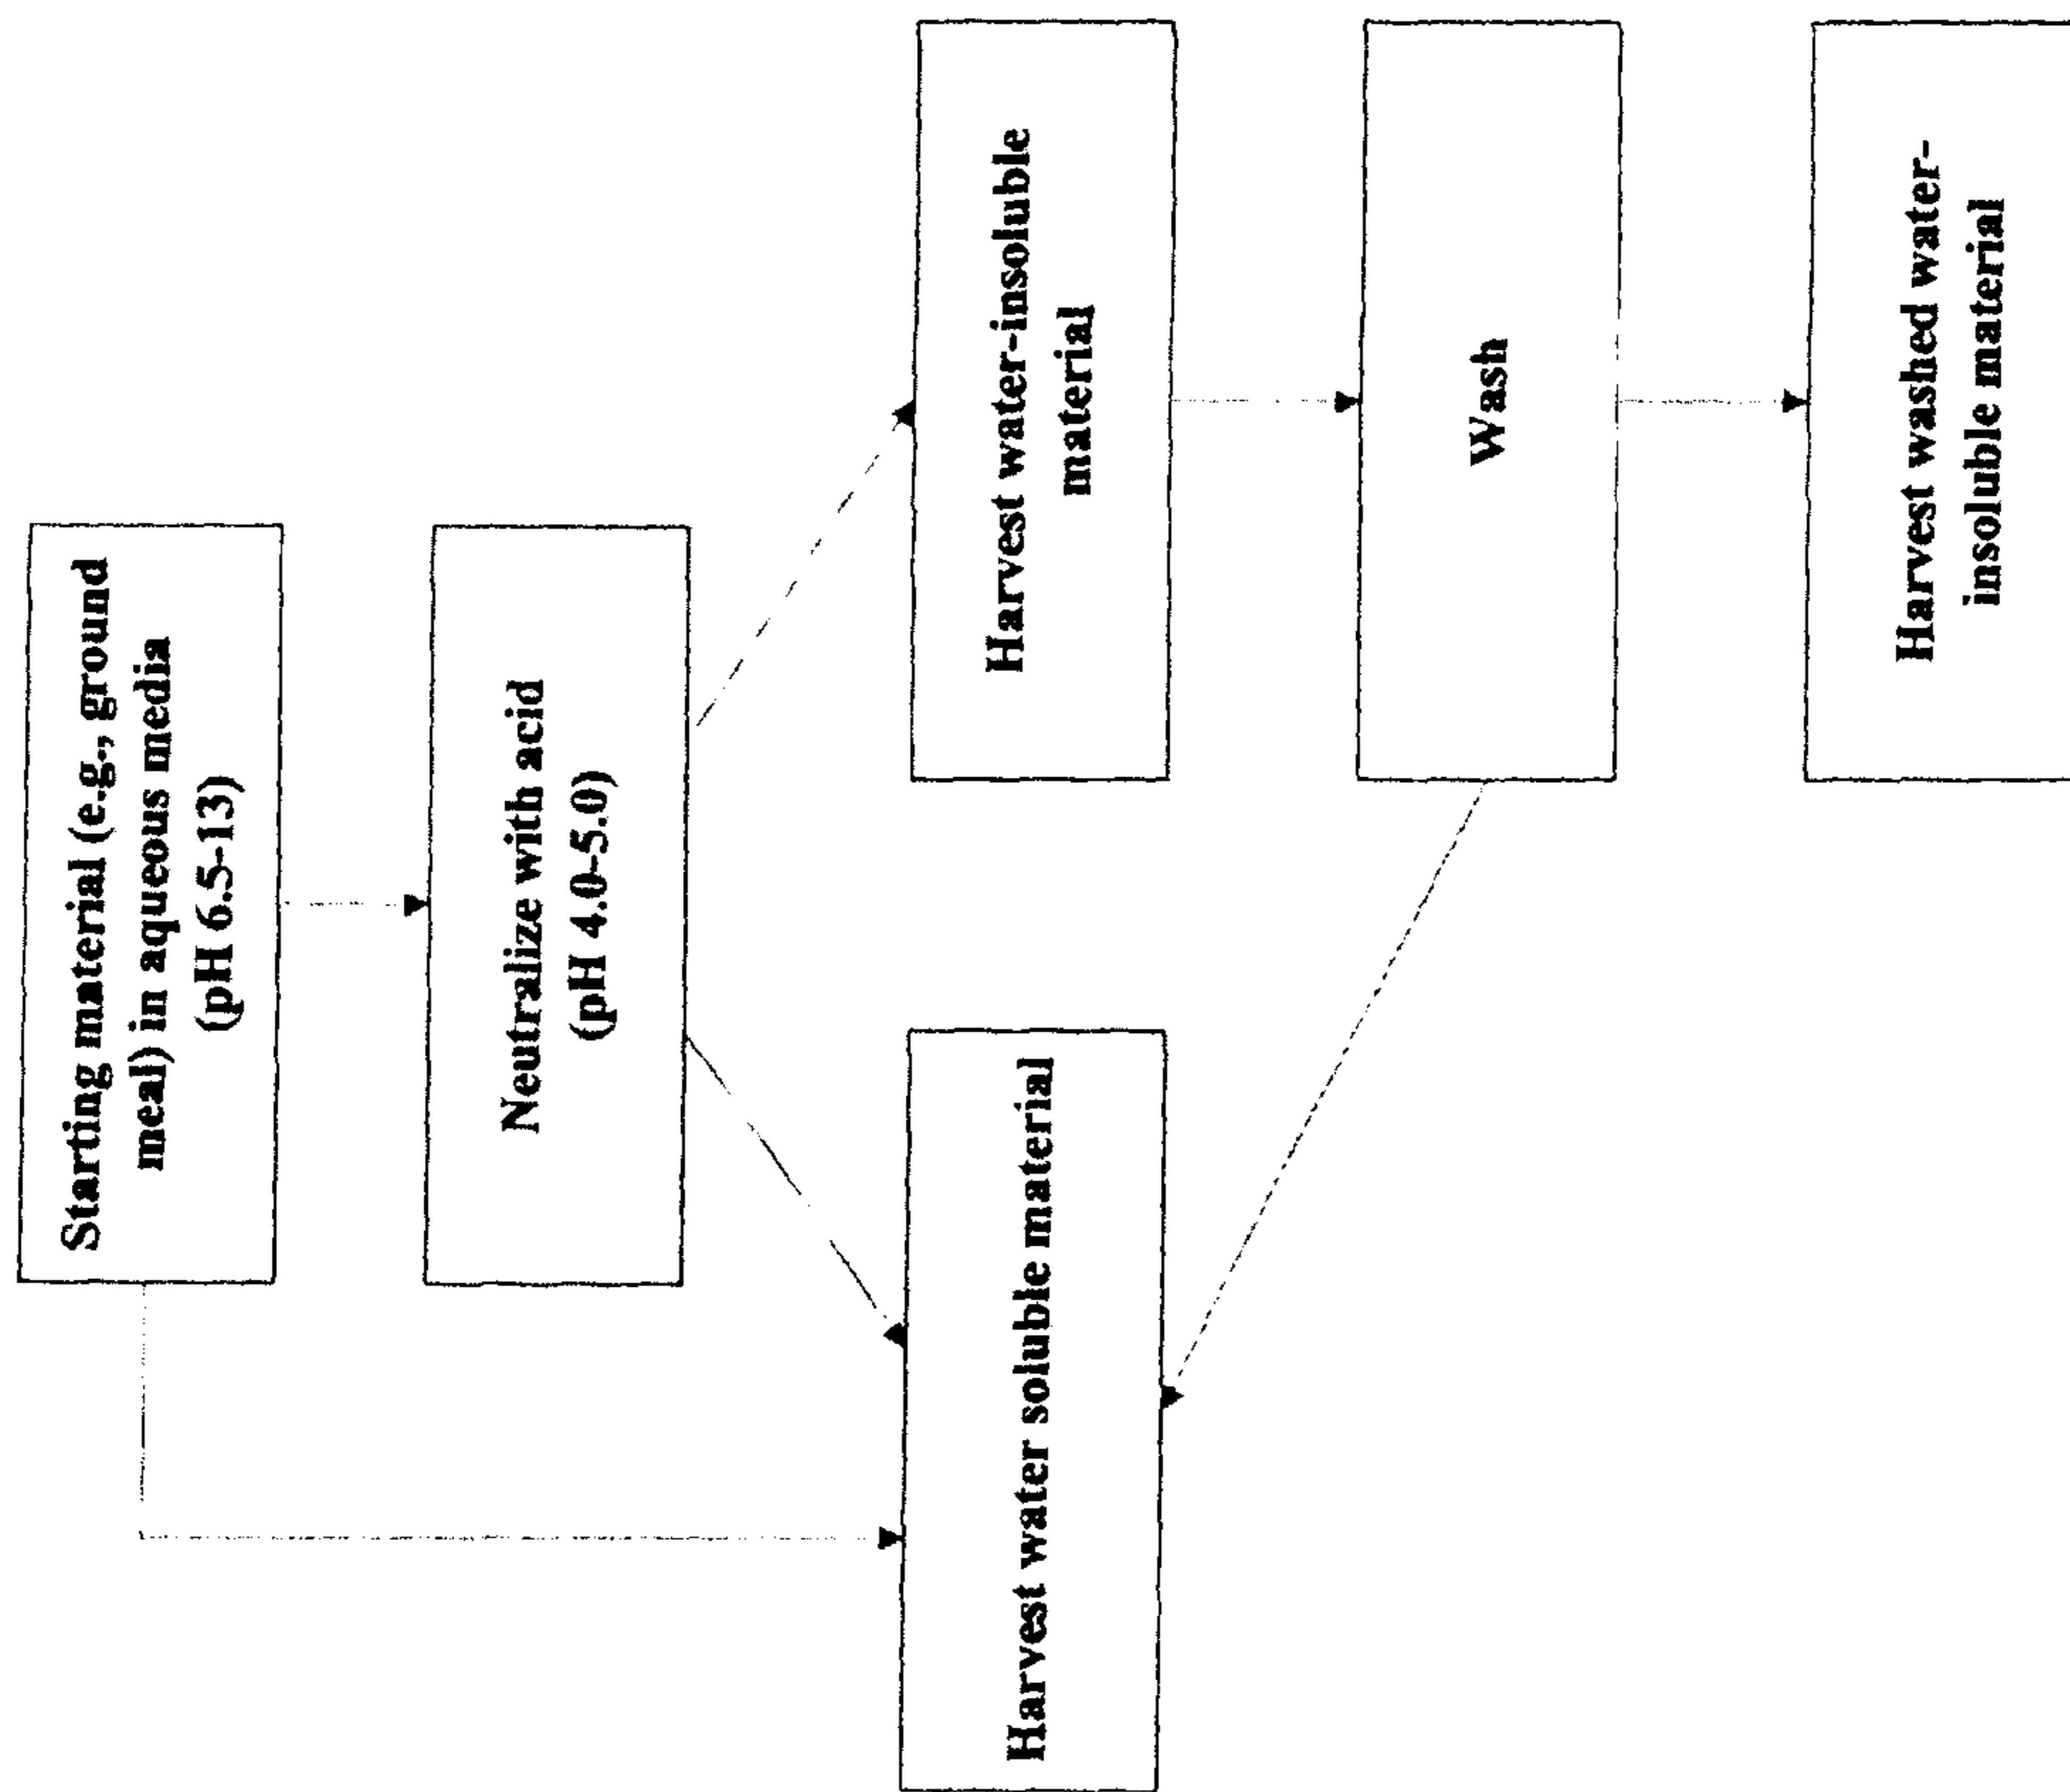 Starting material (e.g., ground
meal) in aqueous media
(pH 6.5-13)
Neutralize with acid
(pH 4.0-5.0)
Harvest water soluble material
Harvest water-insoluble
material
Wash
Harvest washed water-
insoluble material